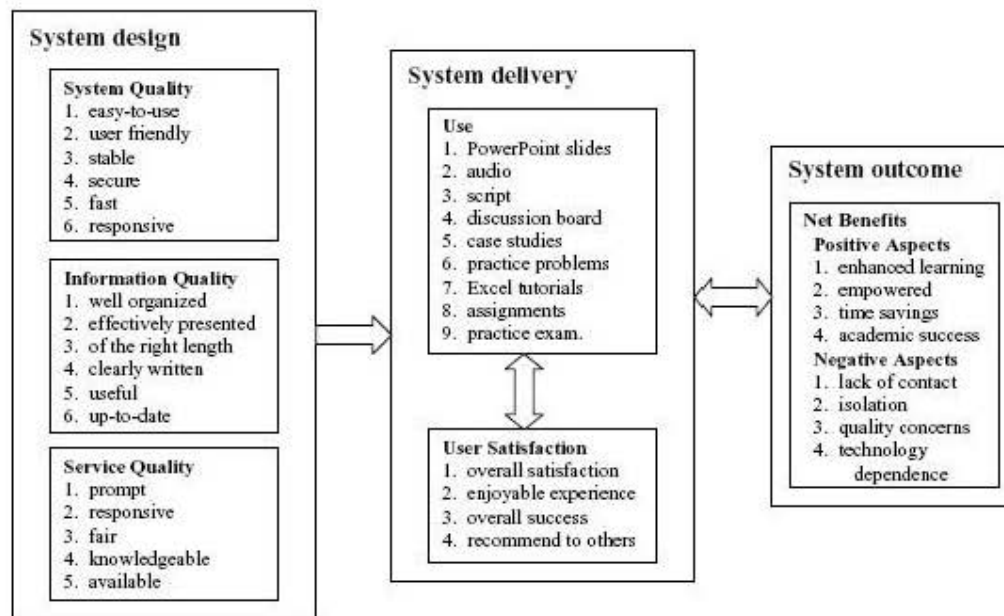 System design
System Quality
1. easy-to-use
2. user friendly
3. stable
4. secure
5. fast
6. responsive
Information Quality
1. well organized
2. effectively presented
3. of the right length
4. clearly written
5. useful
6. up-to-date
Service Quality
1. prompt
2. responsive
3. fair
4. knowledgeable
5. available
System delivery
Use
1. PowerPoint slides
2. audio
3. script
4. discussion board
5. case studies
6. practice problems
7. Excel tutorials
8. assignments
9. practice exam.
User Satisfaction
1. overall satisfaction
2. enjoyable experience
3. overall success
4. recommend to others
System outcome
Net Benefits
Positive Aspects
1. enhanced learning
2. empowered
3. time savings
4. academic success
Negative Aspects
1. lack of contact
2. isolation
3. quality concerns
4. technology
dependence